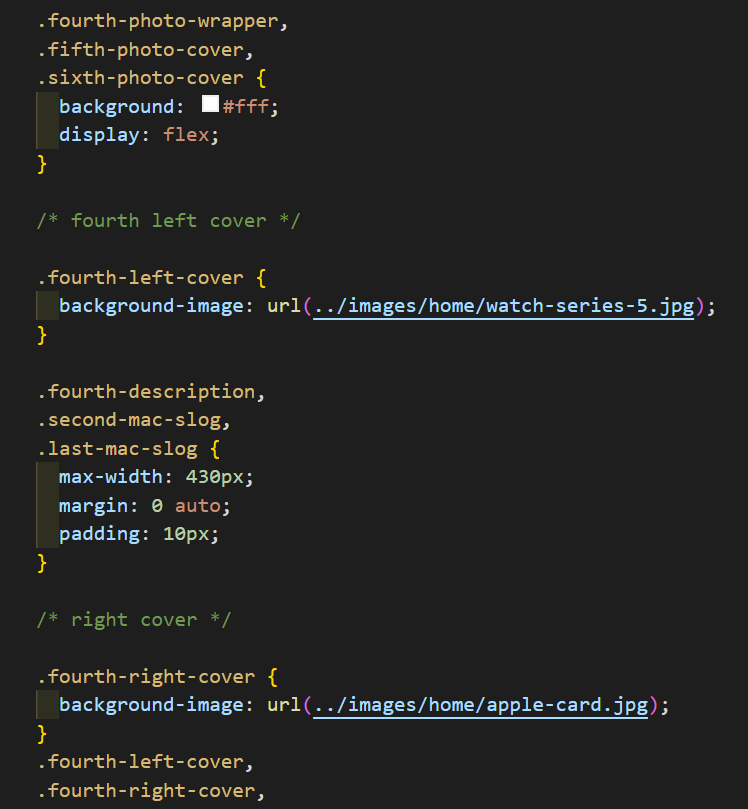 .fourth-photo-wrapper,
.fifth-photo-cover,
.sixth-photo-cover {
  background: #fff;
  display: flex;
}

/* fourth left cover */

.fourth-left-cover {
  background-image: url(../images/home/watch-series-5.jpg);
}

.fourth-description,
.second-mac-slog,
.last-mac-slog {
  max-width: 430px;
  margin: 0 auto;
  padding: 10px;
}

/* right cover */

.fourth-right-cover {
  background-image: url(../images/home/apple-card.jpg);
}
.fourth-left-cover,
.fourth-right-cover,